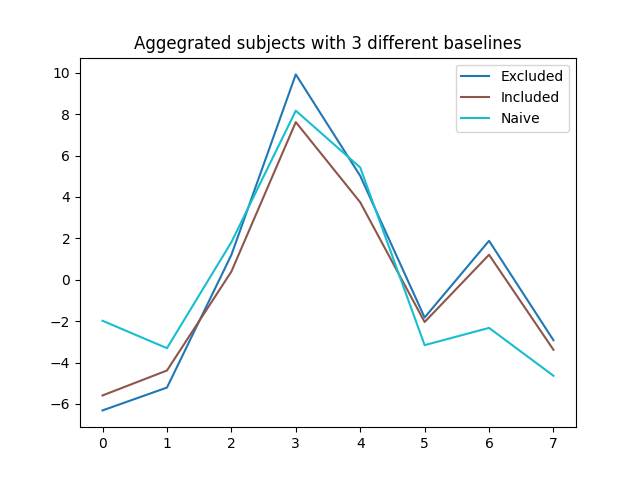 Aggegrated subjects with 3 different baselines
Excluded
Included
Naive
10
8
6
4
2
0
−2
−4
−6
0 1 2 3 4 5 6 7